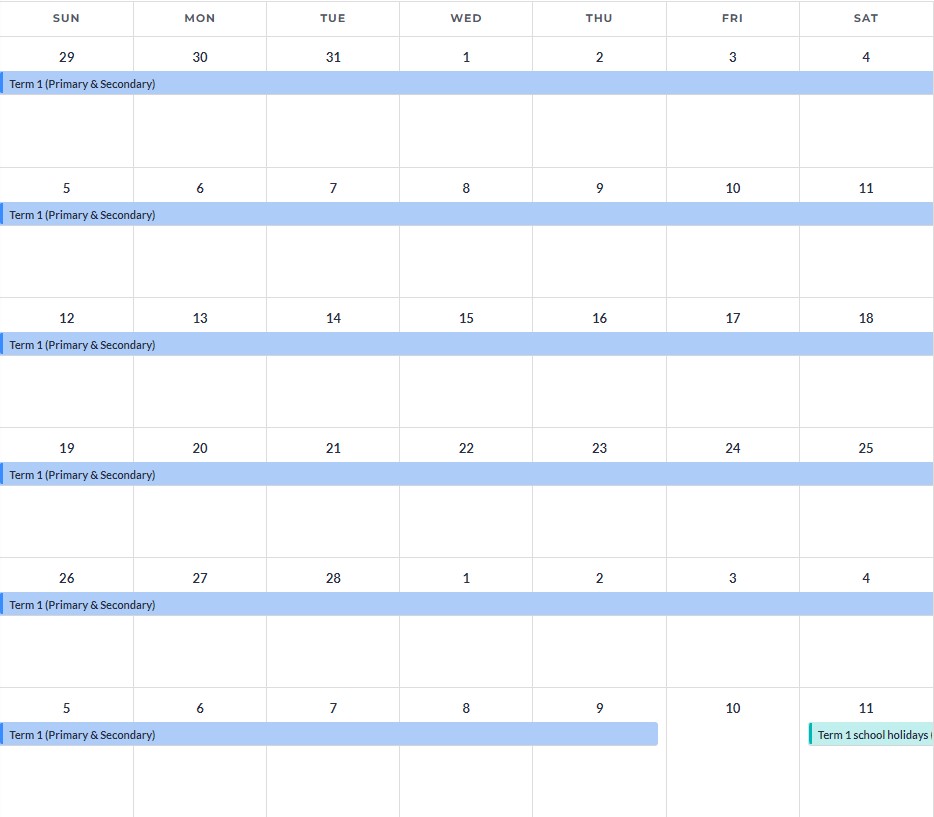 SUN MON TUE WED THU FRI SAT
29 30 31 1 2 3 4
Term 1 (Primary & Secondary)
5 6 7 8 9 10 11
Term 1 (Primary & Secondary)
12 13 14 15 16 17 18
Term 1 (Primary & Secondary)
19 20 21 22 23 24 25
Term 1 (Primary & Secondary)
26 27 28 1 2 3 4
Term 1 (Primary & Secondary)
5 6 7 8 9 10 11
Term 1 (Primary & Secondary) Term 1 school holidays (